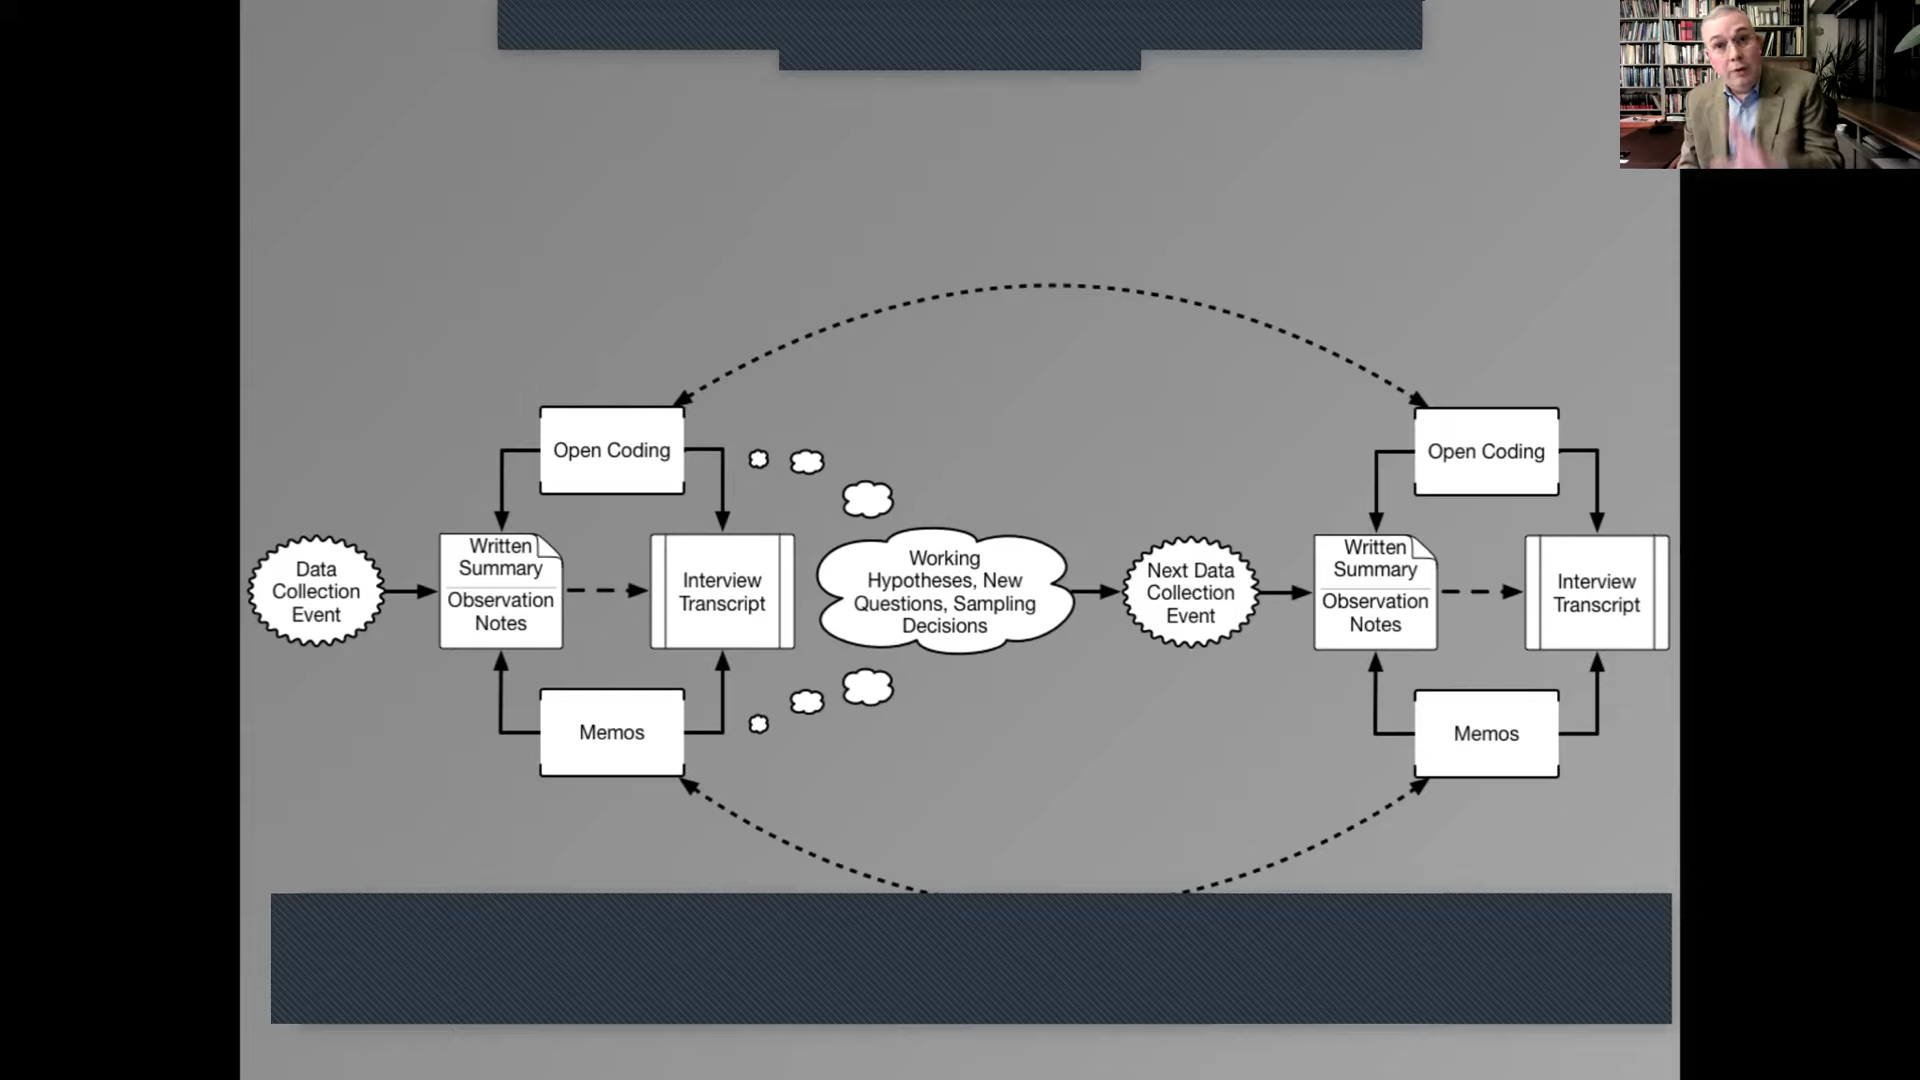 Open Coding
Open Coding
Data
Collection
Event
Written
Summary
Observation
Notes
Interview
Transcript
Working
Hypotheses, New
Questions, Sampling
Decisions
Next Data
Collection
Event
Written
Summary
Observation
Notes
Interview
Transcript
Memos
Memos